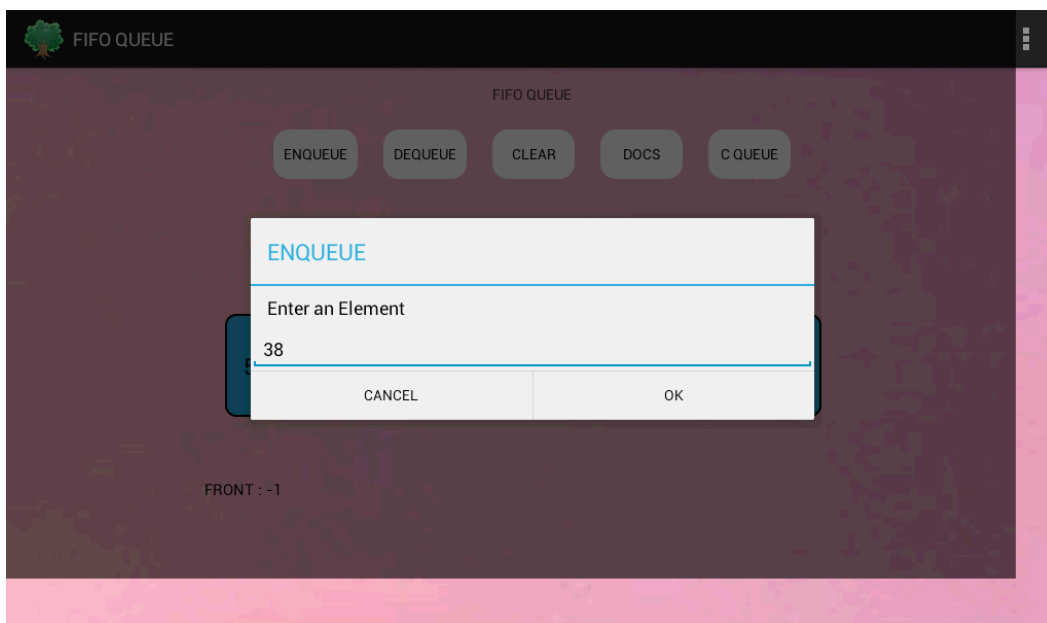 FIFO QUEUE
FIFO QUEUE
ENQUEUE DEQUEUE CLEAR DOCS C QUEUE
ENQUEUE
Enter an Element
38
CANCEL OK
FRONT : -1